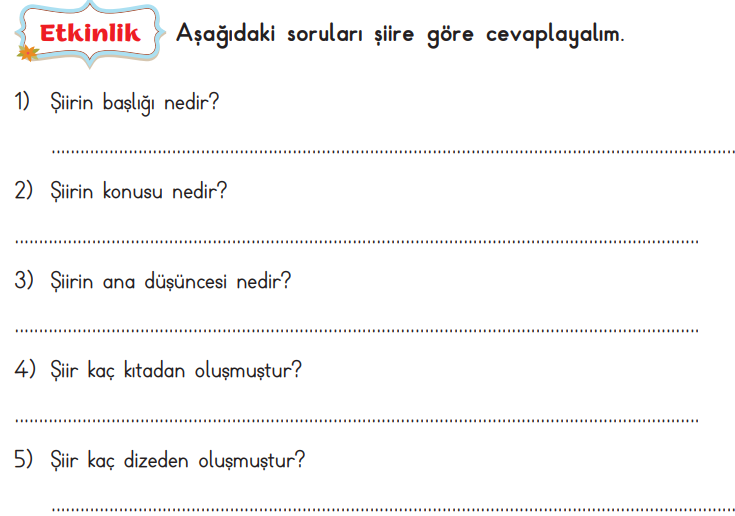 Etkinlik Aşağıdaki soruları şiire göre cevaplayalım.
1) Şiirin başlığı nedir?
2) Şiirin konusu nedir?
3) Şiirin ana düşüncesi nedir?
4) Şiir kaç kıtadan oluşmuştur?
5) Şiir kaç dizeden oluşmuştur?